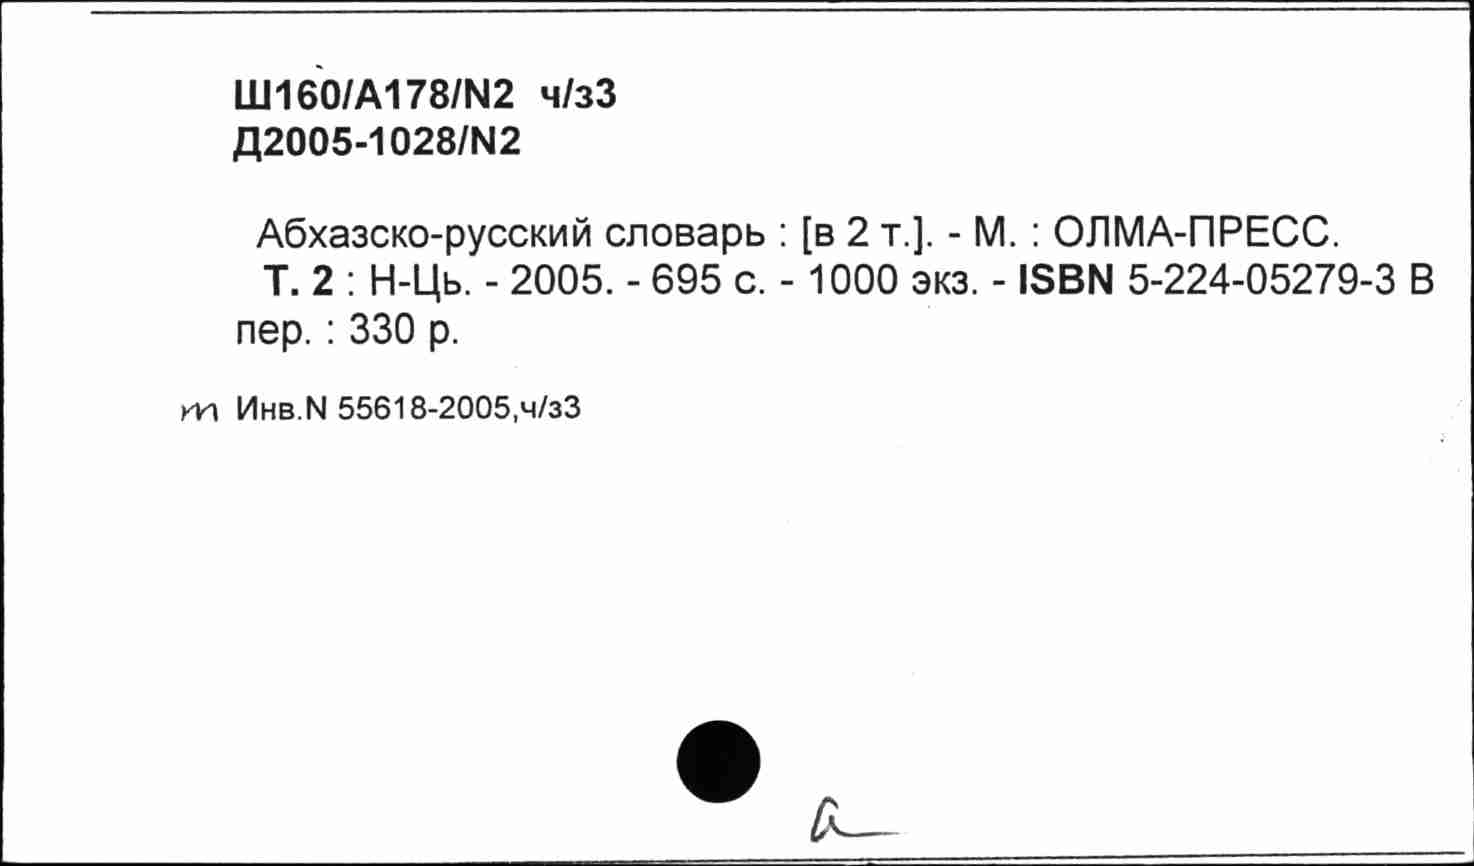 Ш160/А178/N2 ч/з3
Д2005-1028/N2
Абхазско-русский словарь : [в 2 т.]. - М. : ОЛМА-ПРЕСС.
Т. 2 : Н-Ць. - 2005. - 695 с. - 1000 экз. - ISBN 5-224-05279-3 В
пер. : 330 р.
т Инв.N 55618-2005,ч/з3
а